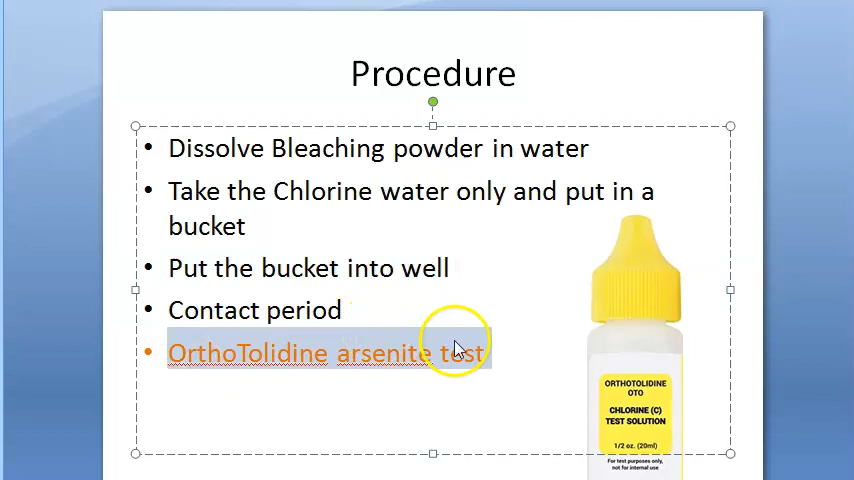 Procedure
• Dissolve Bleaching powder in water
• Take the Chlorine water only and put in a
bucket
• Put the bucket into well
• Contact period
• OrthoTolidine arsenite test
ORTHOTOLIDINE
OTO
CHLORINE (C)
TEST SOLUTION
1/2 oz. (20ml)
For test purposes only,
not for internal use